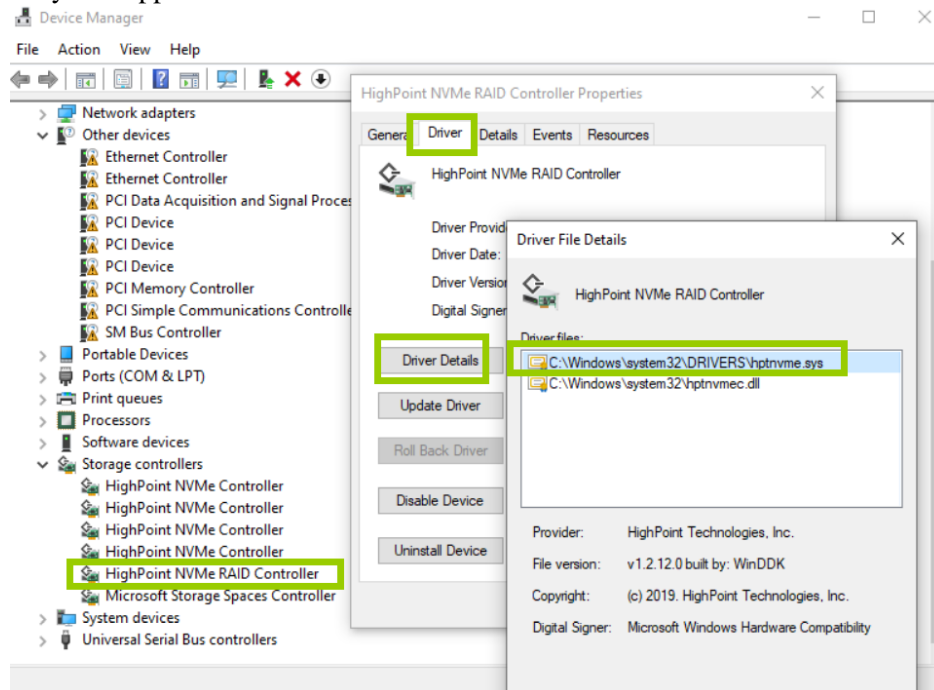 Device Manager
File Action View Help
Network adapters
Other devices
Ethernet Controller
Ethernet Controller
PCI Data Acquisition and Signal Proces
PCI Device
PCI Device
PCI Device
PCI Memory Controller
PCI Simple Communications Controlle
SM Bus Controller
Portable Devices
Ports (COM & LPT)
Print queues
Processors
Software devices
Storage controllers
HighPoint NVMe Controller
HighPoint NVMe Controller
HighPoint NVMe Controller
HighPoint NVMe Controller
HighPoint NVMe RAID Controller
Microsoft Storage Spaces Controller
System devices
Universal Serial Bus controllers
HighPoint NVMe RAID Controller Properties
General Driver Details Events Resources
HighPoint NVMe RAID Controller
Driver Provid
Driver Date:
Driver Version
Digital Signer
Driver Details
Update Driver
Roll Back Driver
Disable Device
Uninstall Device
Driver File Details
HighPoint NVMe RAID Controller
Driver files:
C:\Windows\system32\DRIVERS\hptnvme.sys
C:\Windows\system32\hptnvmec.dll
Provider: HighPoint Technologies, Inc.
File version: v1.2.12.0 built by: WinDDK
Copyright: (c) 2019. HighPoint Technologies, Inc.
Digital Signer: Microsoft Windows Hardware Compatibility